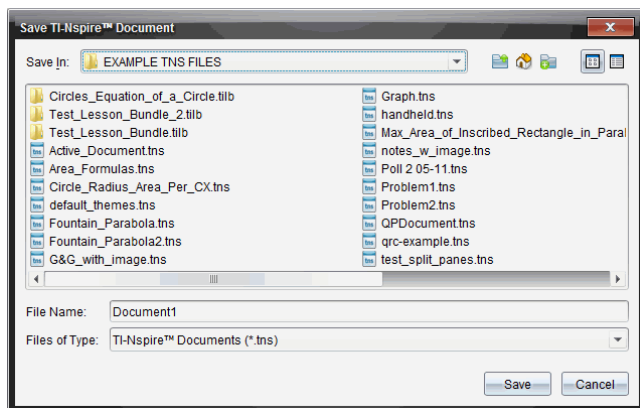 Save TI-Nspire™ Document
Save In: EXAMPLE TNS FILES
Circles_Equation_of_a_Circle.tilb
Test_Lesson_Bundle_2.tilb
Test_Lesson_Bundle.tilb
Active_Document.tns
Area_Formulas.tns
Circle_Radius_Area_Per_CX.tns
default_themes.tns
Fountain_Parabola.tns
Fountain_Parabola2.tns
G&G_with_image.tns
Graph.tns
handheld.tns
Max_Area_of_Inscribed_Rectangle_in_Paral
notes_w_image.tns
Poll 2 05-11.tns
Problem1.tns
Problem2.tns
QPDocument.tns
qrc-example.tns
test_split_panes.tns
File Name: Document1
Files of Type: TI-Nspire™ Documents (*.tns)
Save Cancel